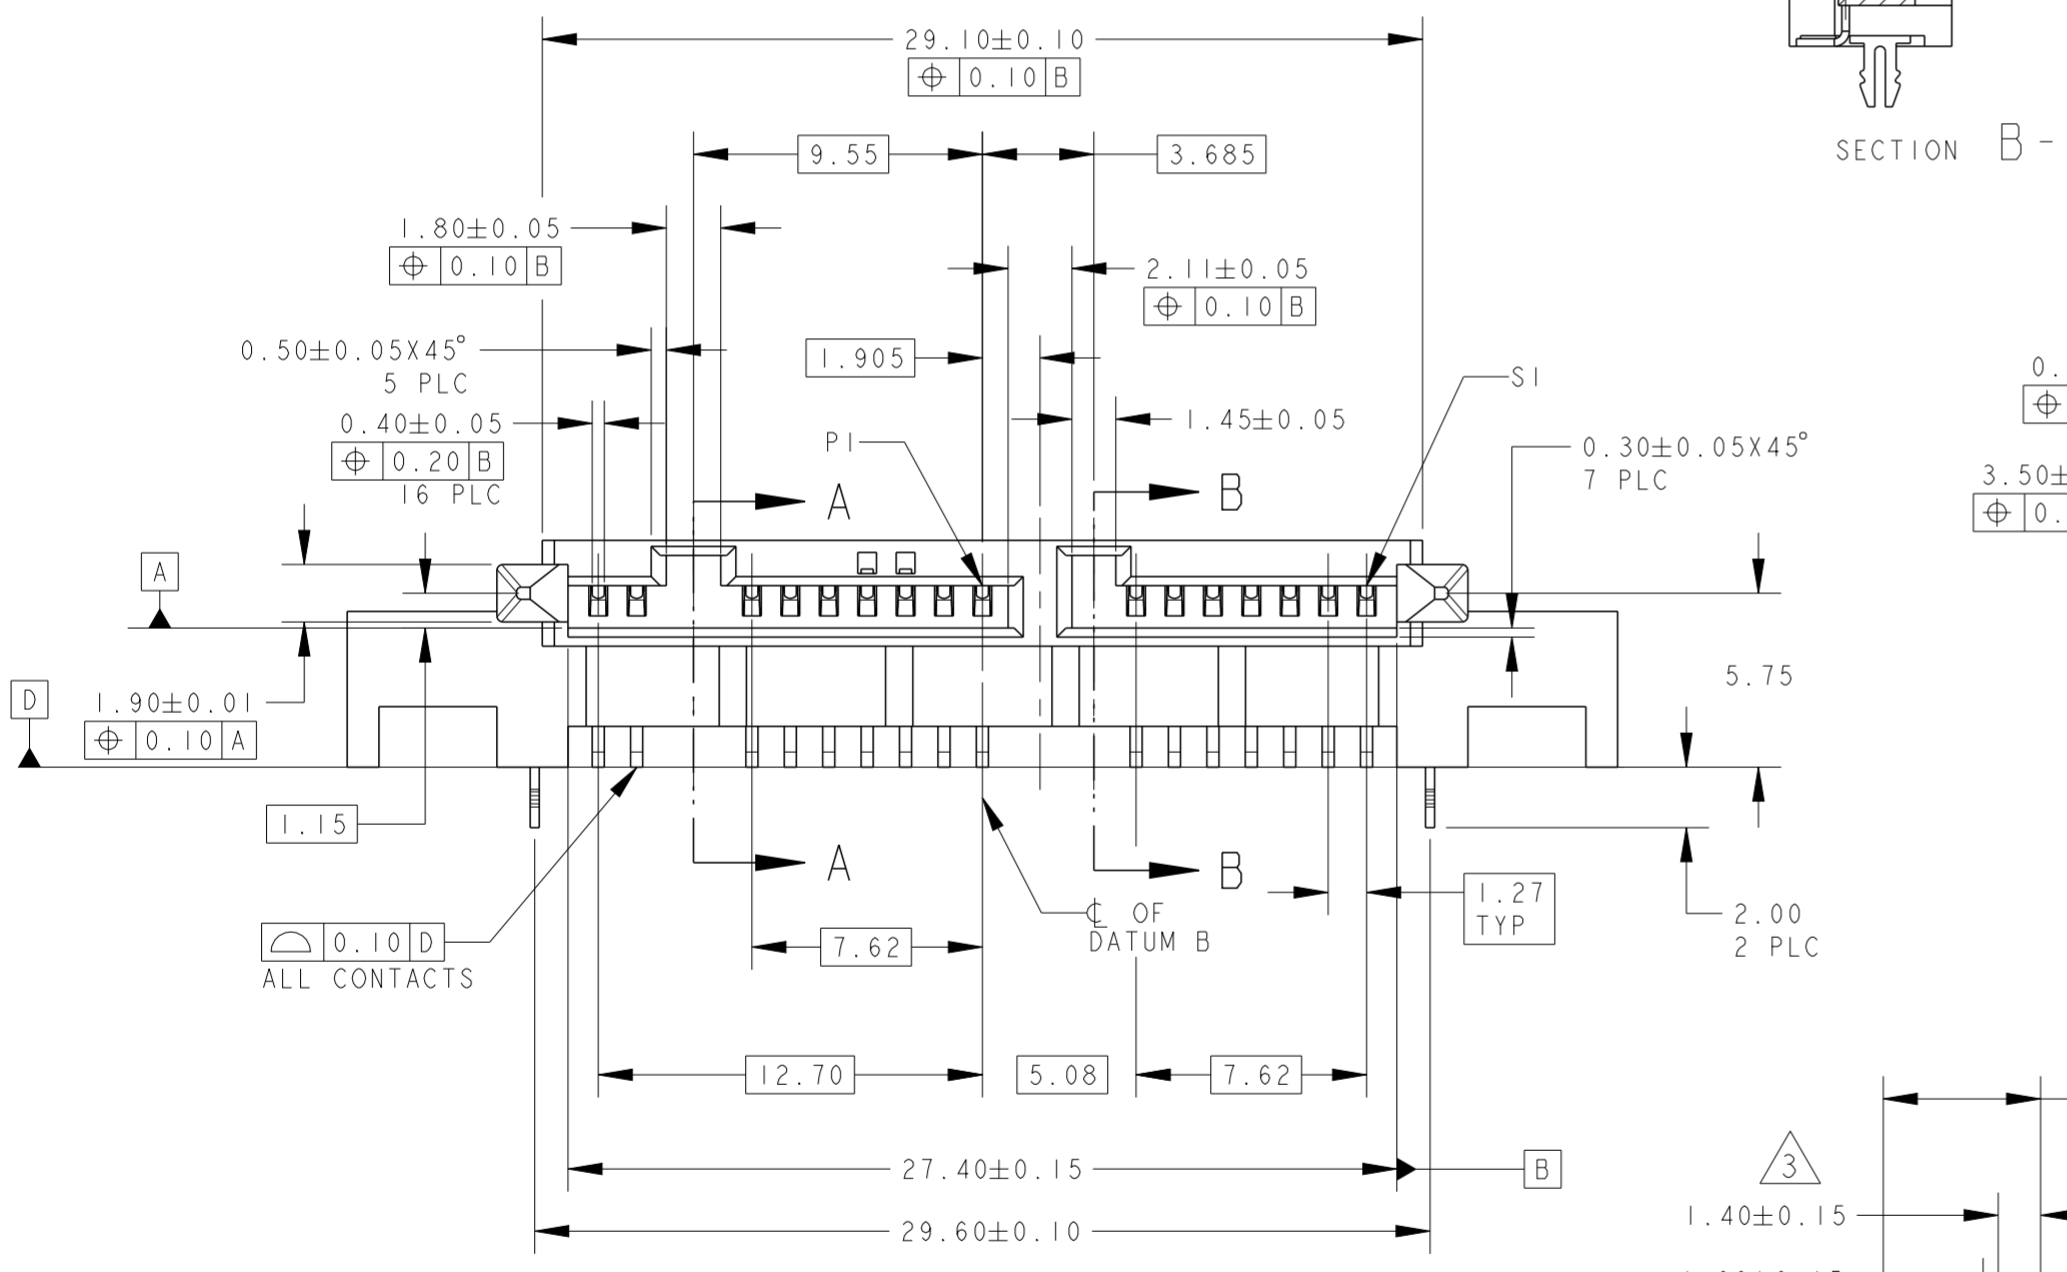 29.10±0.10
0.10 B
SECTION B-
9.55
3.685
1.80±0.05
0.10 B
2.11±0.05
0.10 B
0.50±0.05X45°
5 PLC
1.905
S1
0.
0.40±0.05
0.20 B
16 PLC
1.45±0.05
P1
0.30±0.05X45°
7 PLC
3.50±
0.
A
B
A
D
1.90±0.01
0.10 A
5.75
1.15
A
B
1.27
TYP
℄ OF
DATUM B
2.00
2 PLC
0.10 D
ALL CONTACTS
7.62
12.70
5.08
7.62
27.40±0.15
B
3
1.40±0.15
29.60±0.10